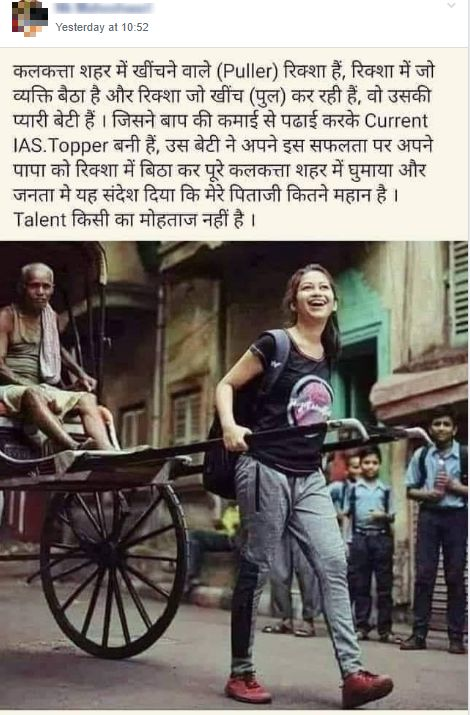 Yesterday at 10:52
कलकत्ता शहर में खींचने वाले (Puller) रिक्शा हैं, रिक्शा में जो
व्यक्ति बैठा है और रिक्शा जो खींच (पुल) कर रही हैं, वो उसकी
प्यारी बेटी हैं । जिसने बाप की कमाई से पढाई करके Current
IAS.Topper बनी हैं, उस बेटी ने अपने इस सफलता पर अपने
पापा को रिक्शा में बिठा कर पूरे कलकत्ता शहर में घुमाया और
जनता मे यह संदेश दिया कि मेरे पिताजी कितने महान है ।
Talent किसी का मोहताज नहीं है ।